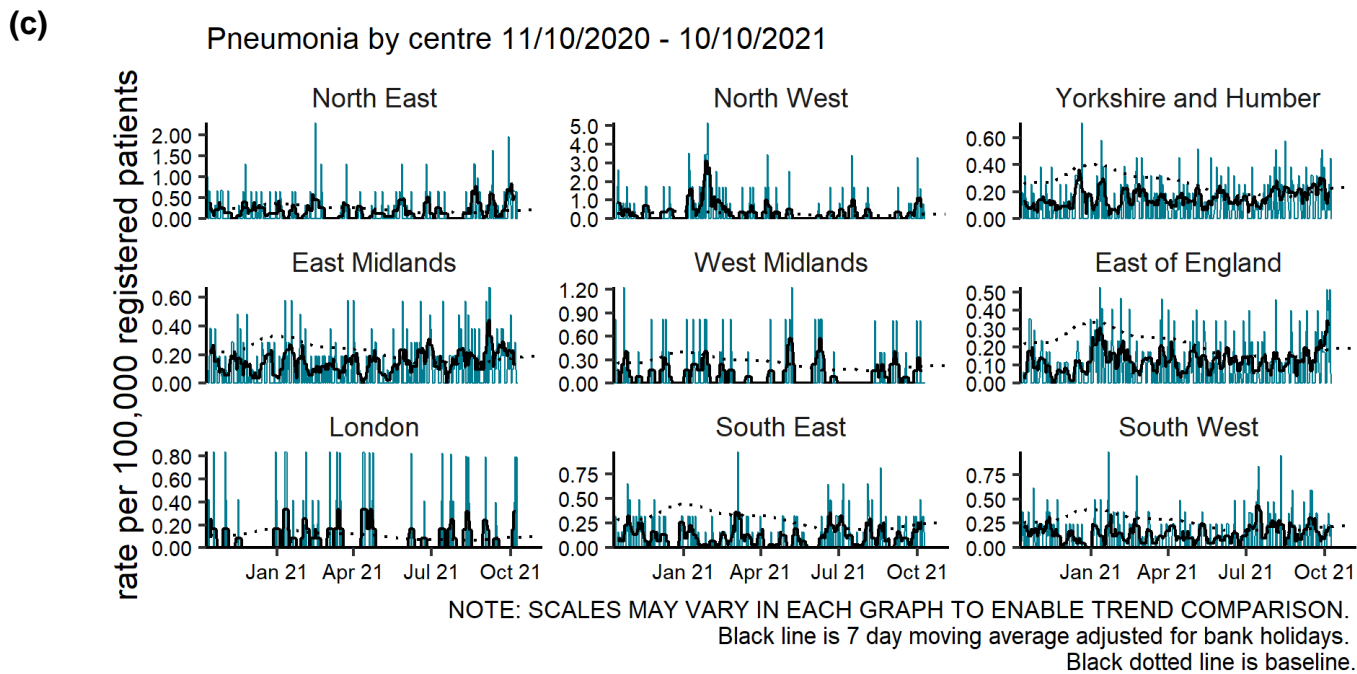 (c)
Pneumonia by centre 11/10/2020 - 10/10/2021
rate per 100,000 registered patients
North East
2.00
1.50
1.00
0.50
0.00
North West
5.0
4.0
3.0
2.0
1.0
0.0
Yorkshire and Humber
0.60
0.40
0.20
0.00
East Midlands
0.60
0.40
0.20
0.00
West Midlands
1.20
0.90
0.60
0.30
0.00
East of England
0.50
0.40
0.30
0.20
0.10
0.00
London
0.80
0.60
0.40
0.20
0.00
Jan 21 Apr 21 Jul 21 Oct 21
South East
0.75
0.50
0.25
0.00
Jan 21 Apr 21 Jul 21 Oct 21
South West
0.75
0.50
0.25
0.00
Jan 21 Apr 21 Jul 21 Oct 21
NOTE: SCALES MAY VARY IN EACH GRAPH TO ENABLE TREND COMPARISON.
Black line is 7 day moving average adjusted for bank holidays.
Black dotted line is baseline.